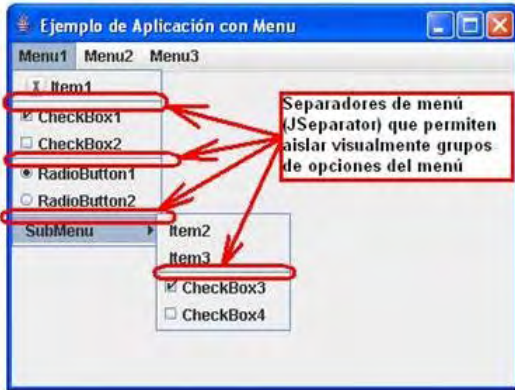 Ejemplo de Aplicación con Menu
Menu1 Menu2 Menu3
Item1
CheckBox1
CheckBox2
RadioButton1
RadioButton2
SubMenu
Item2
Item3
CheckBox3
CheckBox4
Separadores de menú
(JSeparator) que permiten
aislar visualmente grupos
de opciones del menú